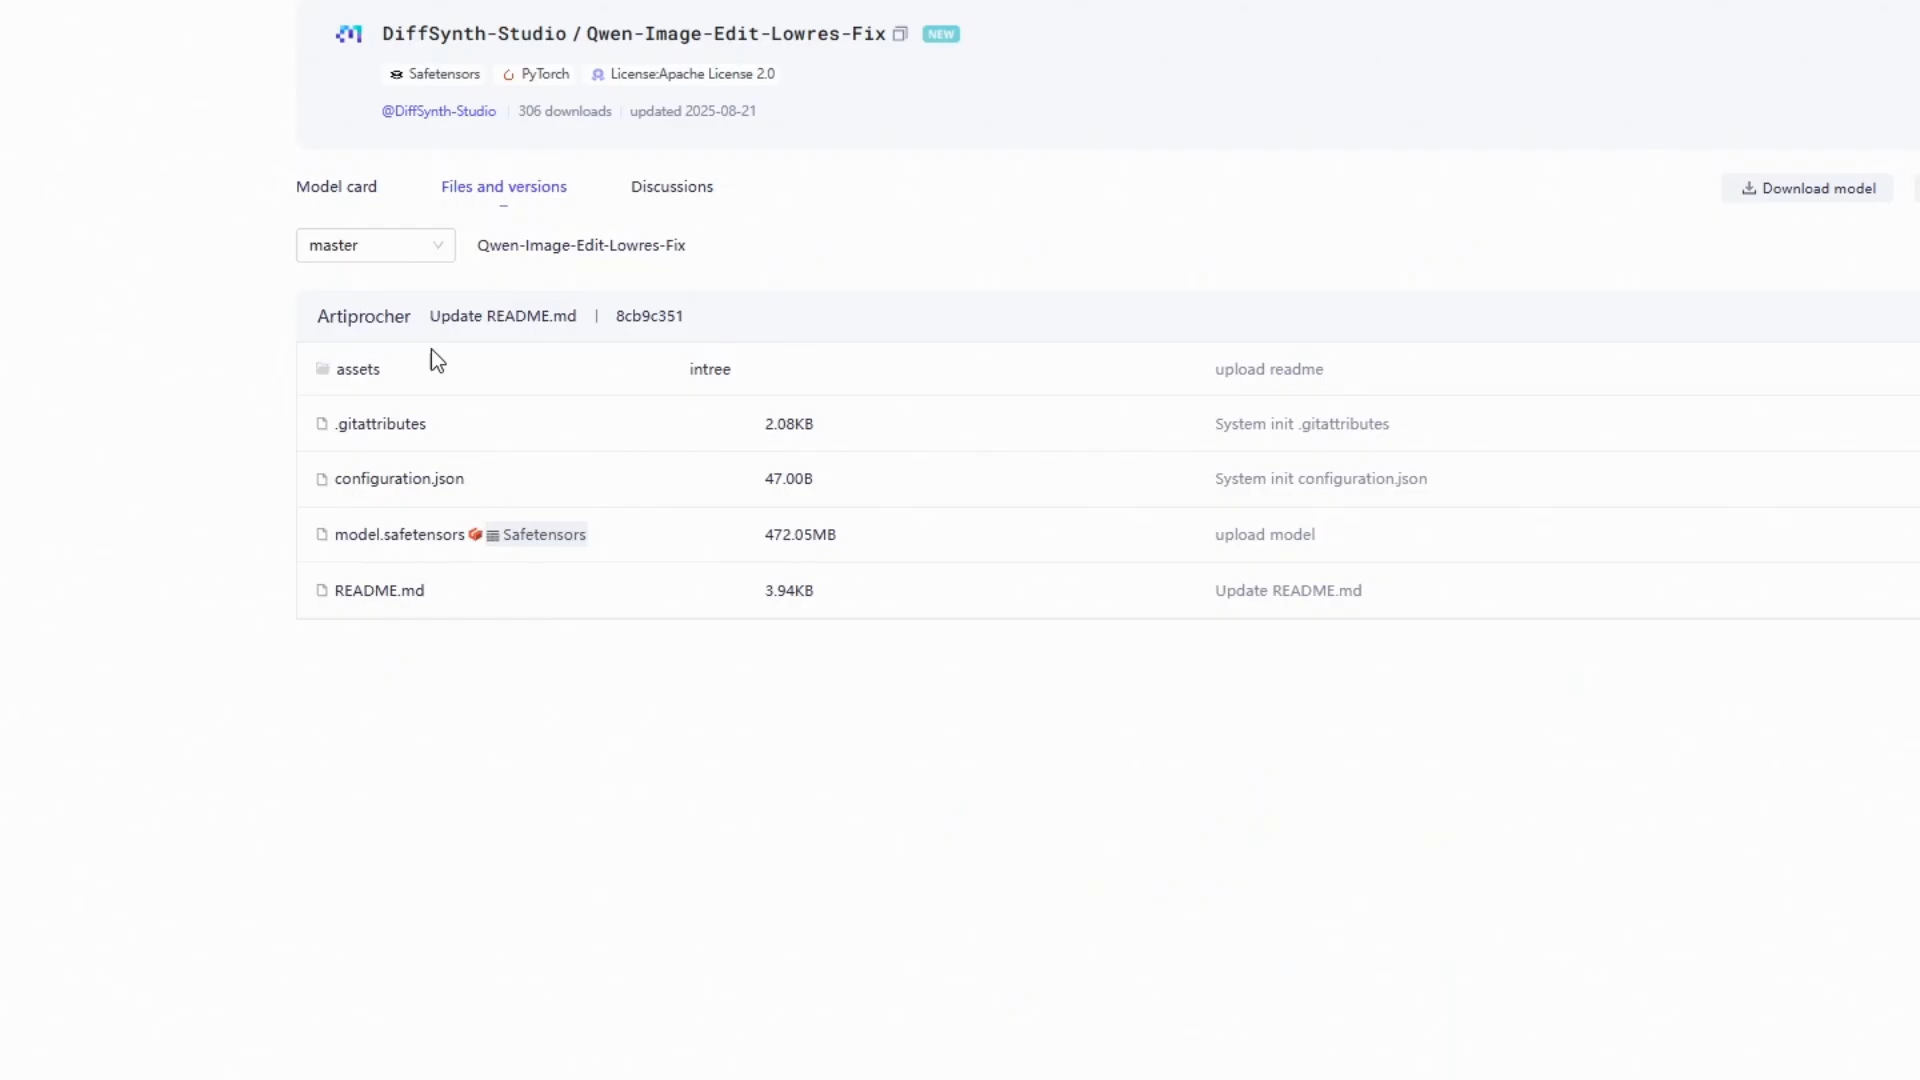 DiffSynth-Studio / Qwen-Image-Edit-Lowres-Fix NEW
Safetensors PyTorch License:Apache License 2.0
@DiffSynth-Studio 306 downloads updated 2025-08-21
Model card Files and versions Discussions Download model
master Qwen-Image-Edit-Lowres-Fix
Artiprocher Update README.md | 8cb9c351
assets intree upload readme
.gitattributes 2.08KB System init .gitattributes
configuration.json 47.00B System init configuration.json
model.safetensors Safetensors 472.05MB upload model
README.md 3.94KB Update README.md